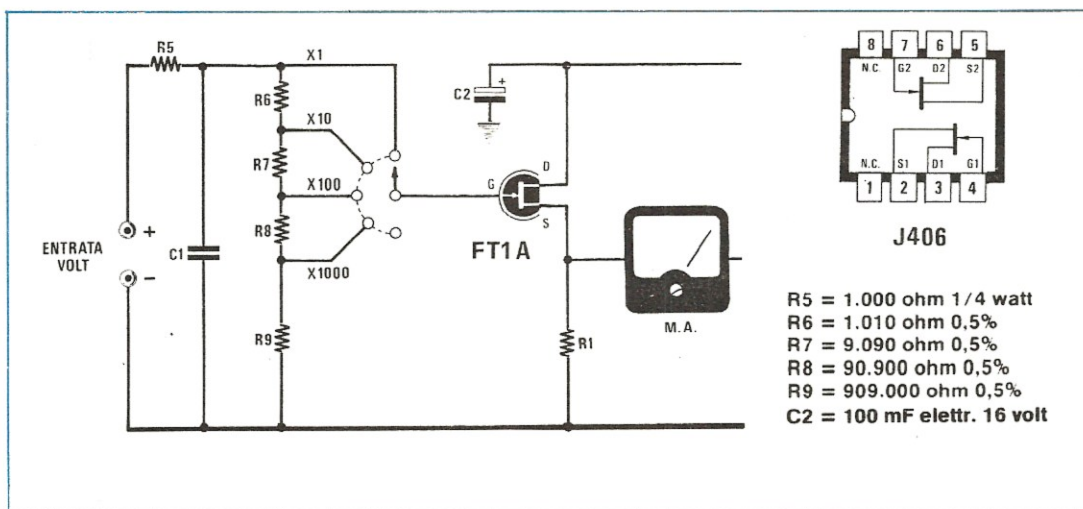 R5
X1
R6
X10
R7
X100
R8
X1000
R9
ENTRATA
VOLT
+
-
C1
C2
+
G
D
S
FT1A
M.A.
R1
8 7 6 5
N.C. G2 D2 S2
N.C. S1 D1 G1
1 2 3 4
J406
R5 = 1.000 ohm 1/4 watt
R6 = 1.010 ohm 0,5%
R7 = 9.090 ohm 0,5%
R8 = 90.900 ohm 0,5%
R9 = 909.000 ohm 0,5%
C2 = 100 mF elettr. 16 volt